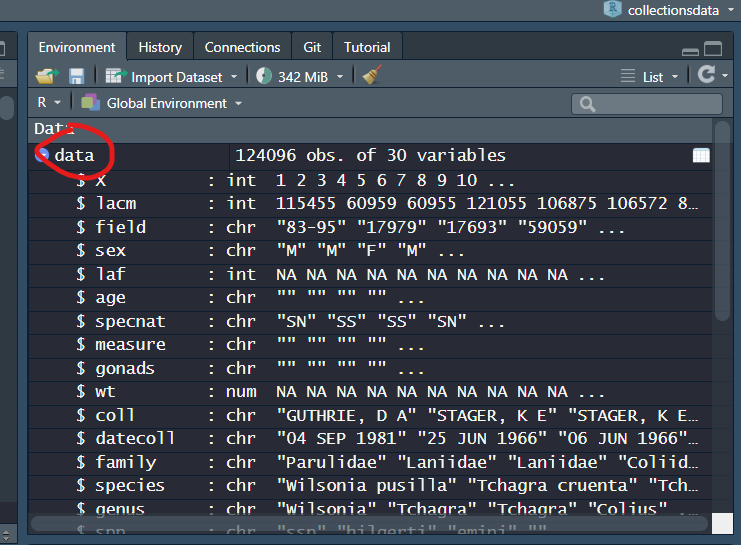 collectionsdata
Environment History Connections Git Tutorial
Import Dataset 342 MiB List
R Global Environment
Data
data 124096 obs. of 30 variables
$ X : int 1 2 3 4 5 6 7 8 9 10 ...
$ lacm : int 115455 60959 60955 121055 106875 106572 8…
$ field : chr "83-95" "17979" "17693" "59059" ...
$ sex : chr "M" "M" "F" "M" ...
$ laf : int NA NA NA NA NA NA NA NA NA NA ...
$ age : chr "" "" "" "" ...
$ specnat : chr "SN" "SS" "SS" "SN" ...
$ measure : chr "" "" "" "" ...
$ gonads : chr "" "" "" "" ...
$ wt : num NA NA NA NA NA NA NA NA NA NA ...
$ coll : chr "GUTHRIE, D A" "STAGER, K E" "STAGER, K E…
$ datecoll : chr "04 SEP 1981" "25 JUN 1966" "06 JUN 1966"…
$ family : chr "Parulidae" "Laniidae" "Laniidae" "Coliid…
$ species : chr "Wilsonia pusilla" "Tchagra cruenta" "Tch…
$ genus : chr "Wilsonia" "Tchagra" "Tchagra" "Colius" …
$ spp : chr "ssp" "hilgerti" "emini" ""